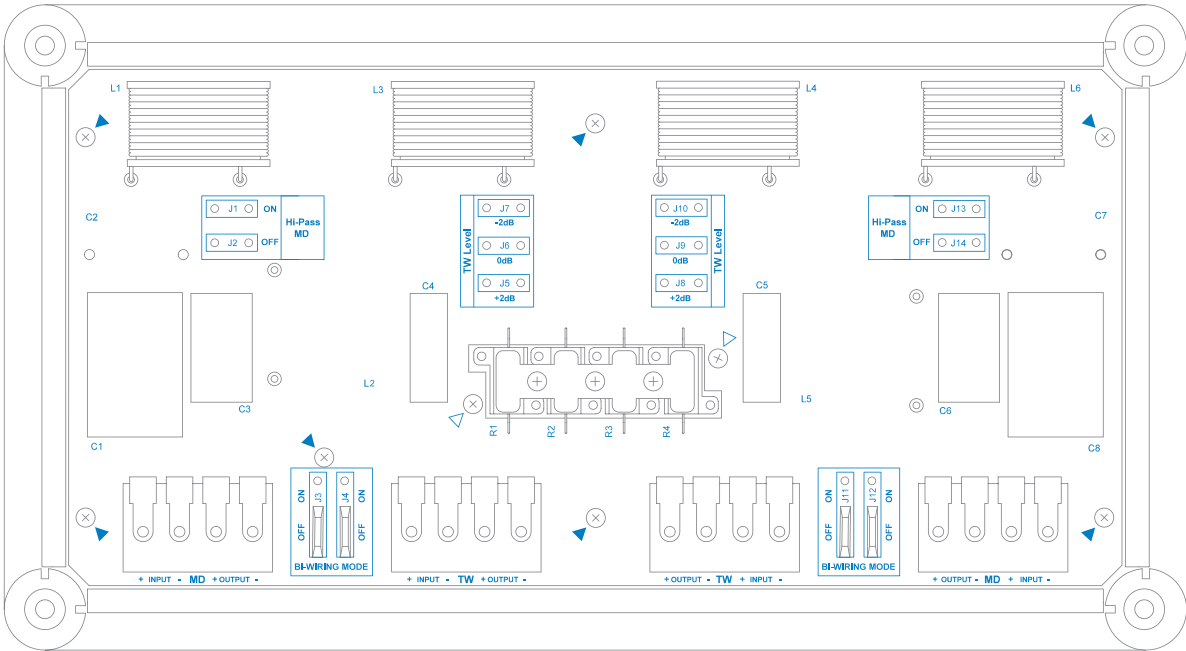 L1
L3
L4
L6
C2
J1 ON
J2 OFF
Hi-Pass
MD
TW Level
J7
-2dB
J6
0dB
J5
+2dB
J10
-2dB
J9
0dB
J8
+2dB
TW Level
Hi-Pass
MD
ON J13
OFF J14
C7
C4
C5
L2
L5
C3
C1
C6
C8
R1
R2
R3
R4
ON
OFF
J3
J4
ON
OFF
BI-WIRING MODE
ON
OFF
J11
J12
ON
OFF
BI-WIRING MODE
+ INPUT - MD + OUTPUT -
+ INPUT - TW + OUTPUT -
+ OUTPUT - TW + INPUT -
+ OUTPUT - MD + INPUT -